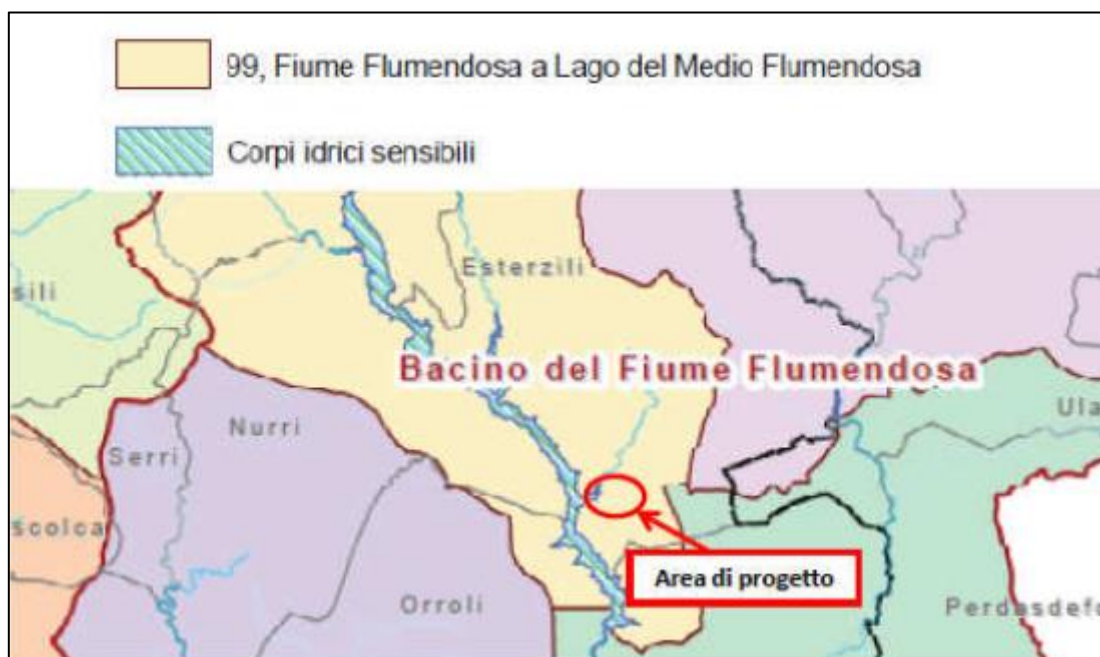 99, Fiume Flumendosa a Lago del Medio Flumendosa
Corpi idrici sensibili
Esterzili
sili
Bacino del Fiume Flumendosa
Ula
Nurri
Serri
scolca
Area di progetto
Orroli
Perdasdefo